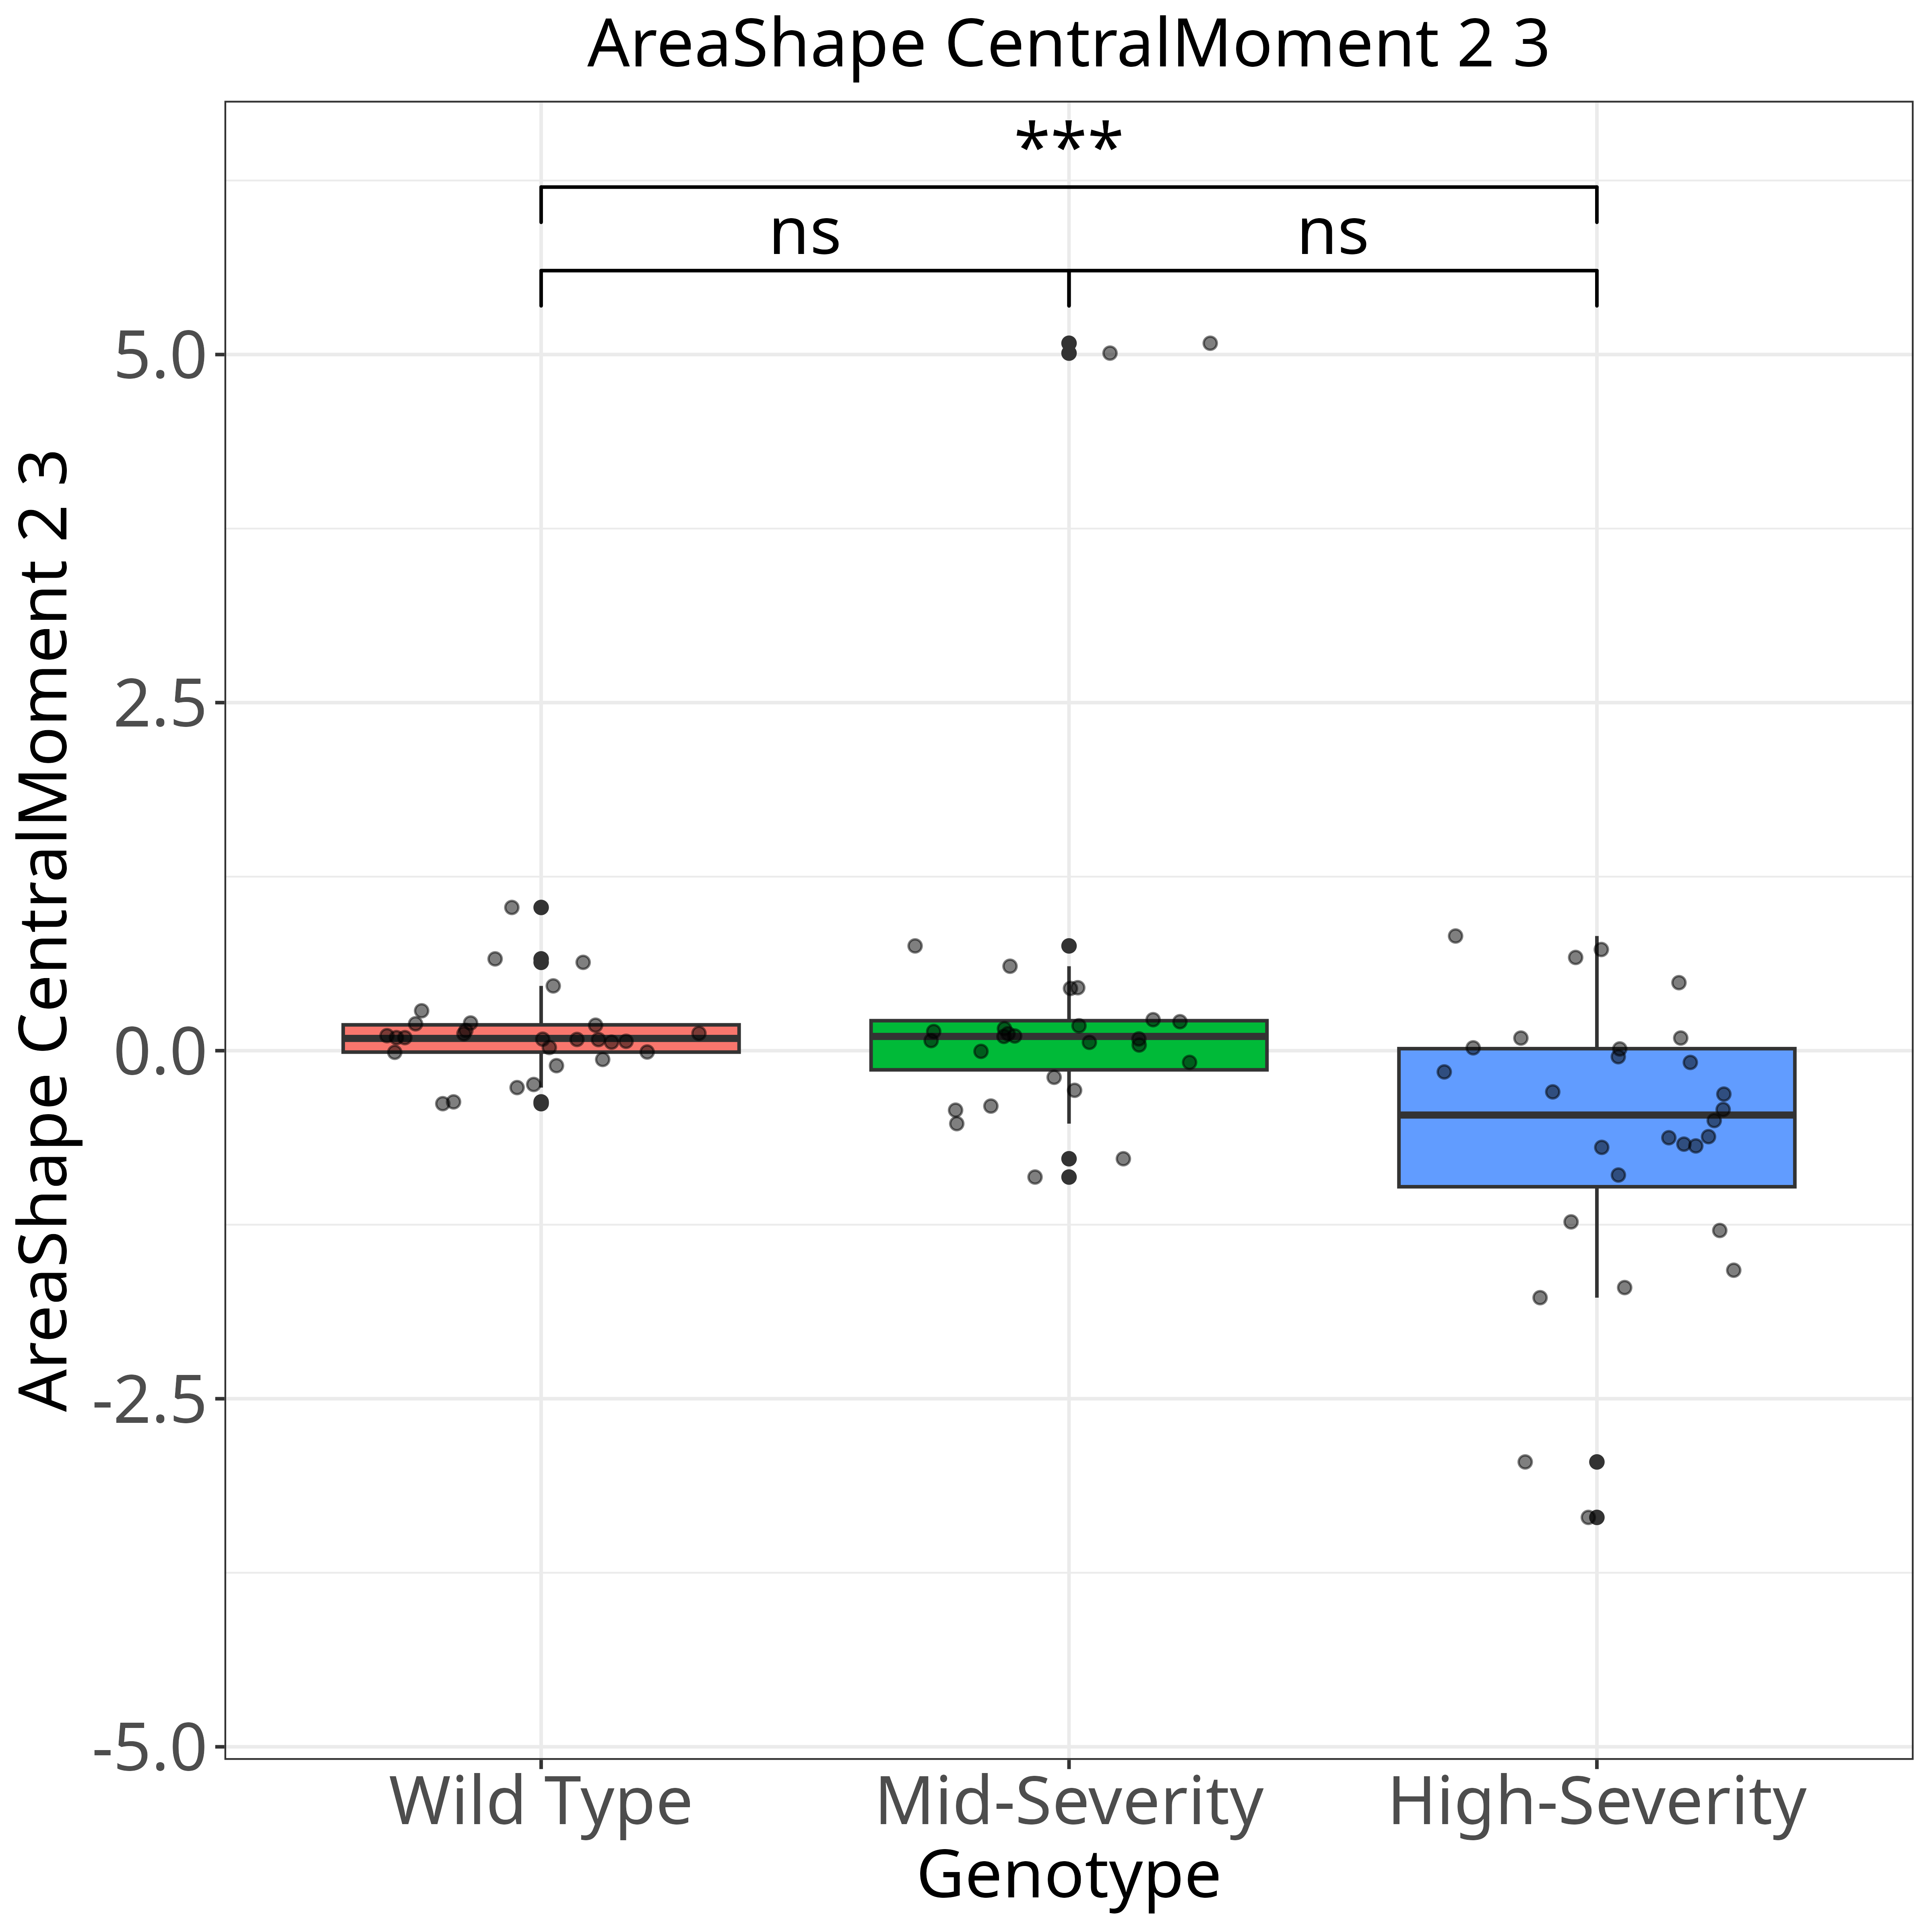 AreaShape CentralMoment 2 3
***
ns ns
5.0
2.5
0.0
-2.5
-5.0
AreaShape CentralMoment 2 3
Wild Type Mid-Severity High-Severity
Genotype